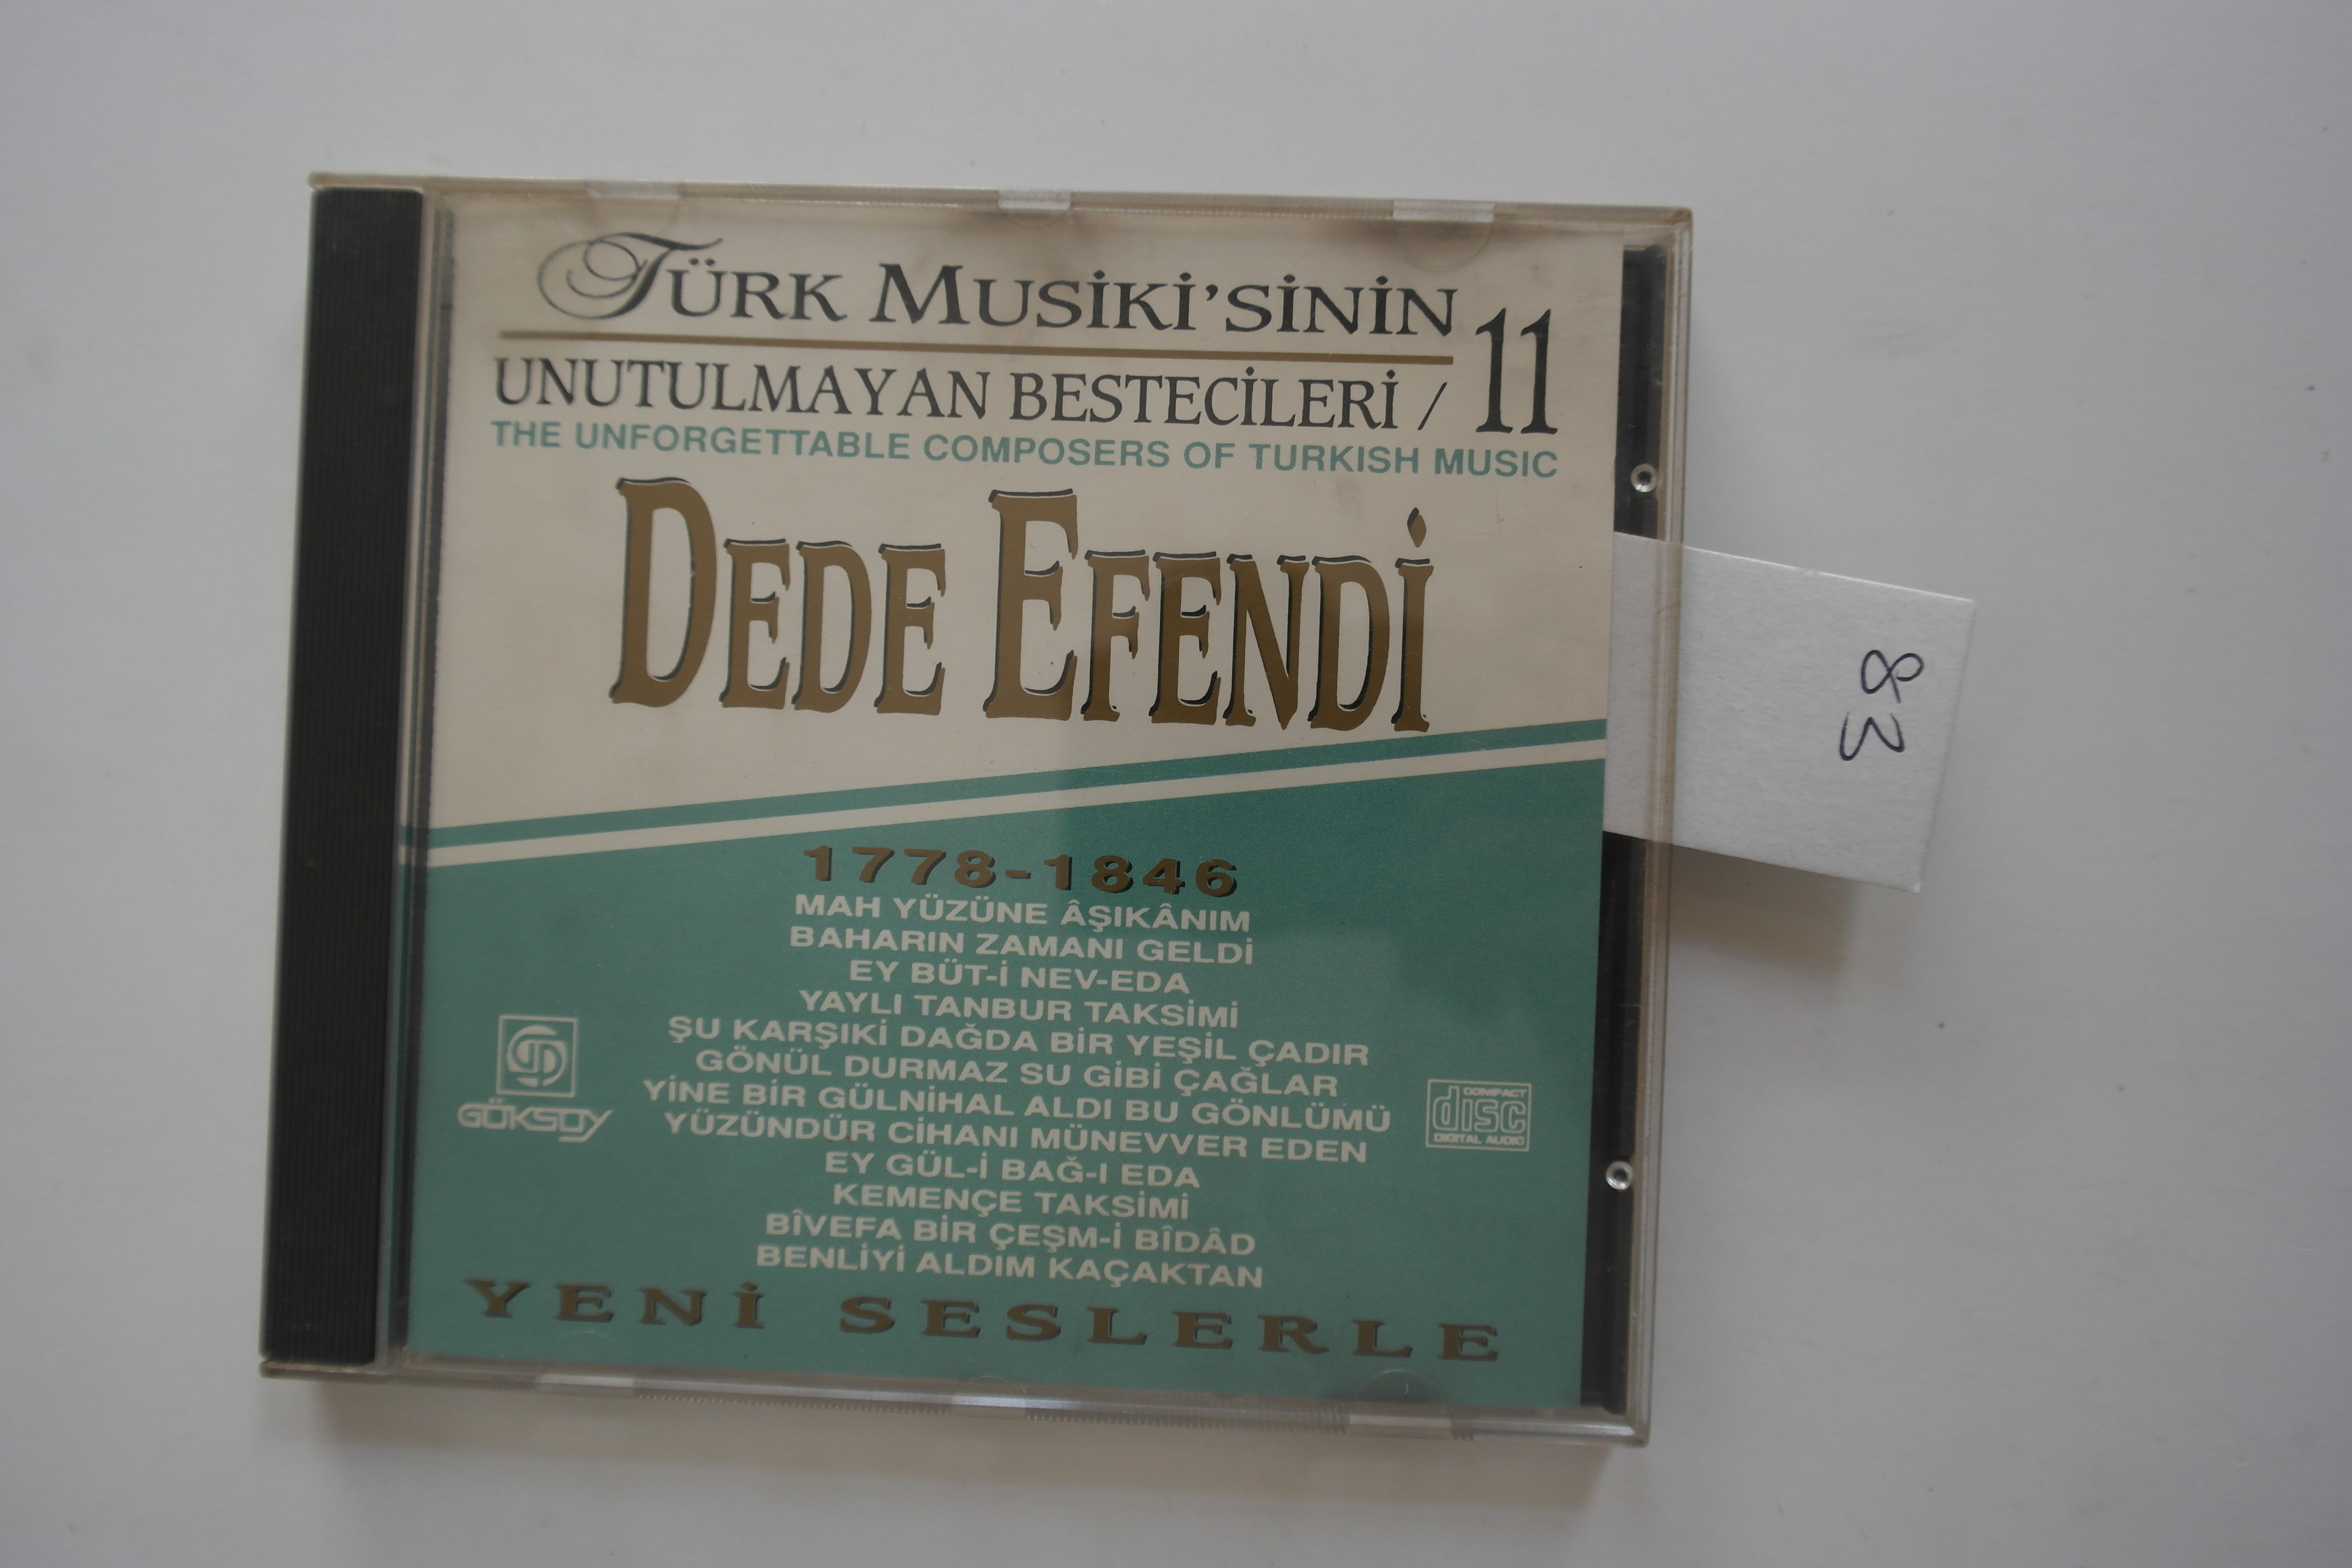 TÜRK MUSİKİ'SİNİN
UNUTULMAYAN BESTECİLERİ / 11
THE UNFORGETTABLE COMPOSERS OF TURKISH MUSIC
DEDE EFENDİ
1778-1846
MAH YÜZÜNE ÂŞIKÂNIM
BAHARIN ZAMANI GELDİ
EY BÜT-İ NEV-EDA
YAYLI TANBUR TAKSİMİ
ŞU KARŞIKİ DAĞDA BİR YEŞİL ÇADIR
GÖNÜL DURMAZ SU GİBİ ÇAĞLAR
YİNE BİR GÜLNİHAL ALDI BU GÖNLÜMÜ
YÜZÜNDÜR CİHANI MÜNEVVER EDEN
EY GÜL-İ BAĞ-I EDA
KEMENÇE TAKSİMİ
BÎVEFA BİR ÇEŞM-İ BÎDÂD
BENLİYİ ALDIM KAÇAKTAN
YENİ SESLERLE
GÖKSOY
COMPACT
disc
DIGITAL AUDIO
83